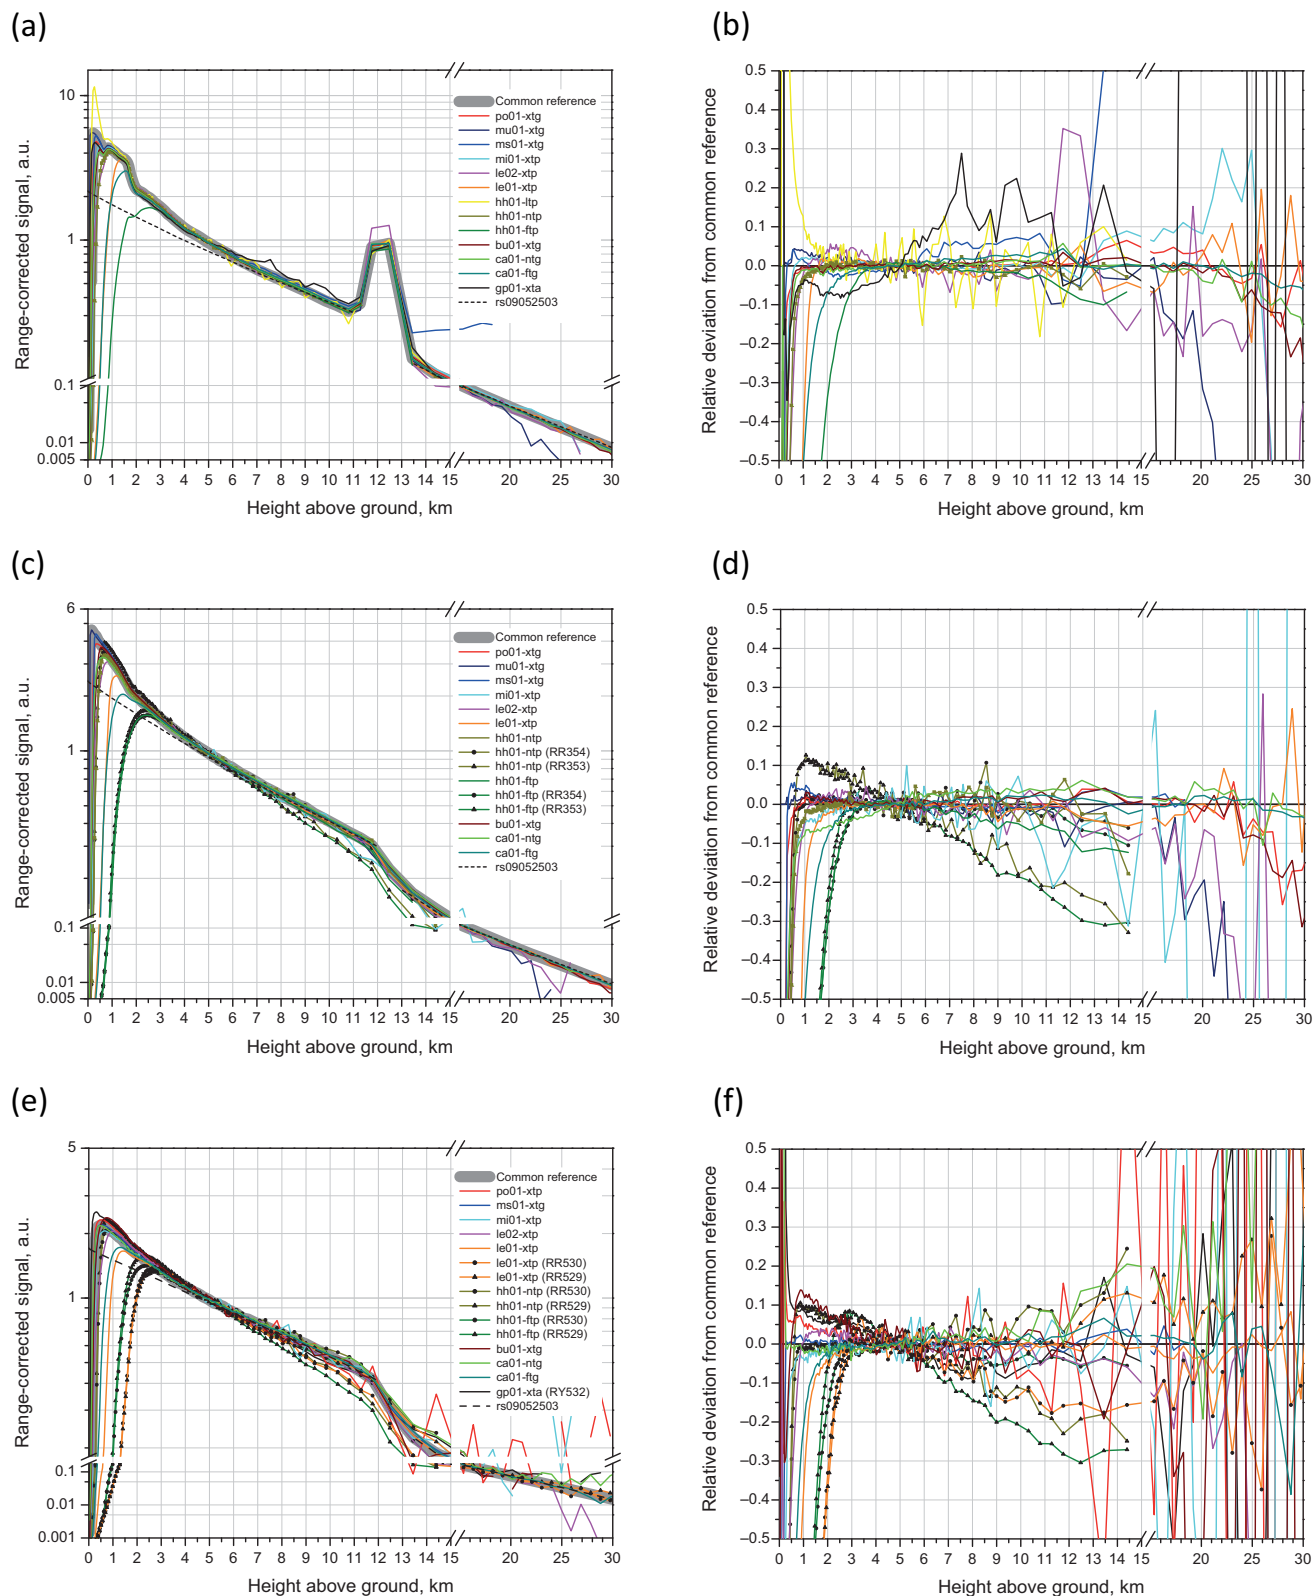 (a)
Range-corrected signal, a.u.
10
1
0.1
0.01
0.005
Common reference
po01-xtg
mu01-xtg
ms01-xtg
mi01-xtp
le02-xtp
le01-xtp
hh01-ltp
hh01-ntp
hh01-ftp
bu01-xtg
ca01-ntg
ca01-ftg
gp01-xta
rs09052503
0 1 2 3 4 5 6 7 8 9 10 11 12 13 14 15 20 25 30
Height above ground, km
(b)
Relative deviation from common reference
0.5
0.4
0.3
0.2
0.1
0.0
−0.1
−0.2
−0.3
−0.4
−0.5
0 1 2 3 4 5 6 7 8 9 10 11 12 13 14 15 20 25 30
Height above ground, km
(c)
Range-corrected signal, a.u.
6
1
0.1
0.01
0.005
Common reference
po01-xtg
mu01-xtg
ms01-xtg
mi01-xtp
le02-xtp
le01-xtp
hh01-ntp
hh01-ntp (RR354)
hh01-ntp (RR353)
hh01-ftp
hh01-ftp (RR354)
hh01-ftp (RR353)
bu01-xtg
ca01-ntg
ca01-ftg
rs09052503
0 1 2 3 4 5 6 7 8 9 10 11 12 13 14 15 20 25 30
Height above ground, km
(d)
Relative deviation from common reference
0.5
0.4
0.3
0.2
0.1
0.0
−0.1
−0.2
−0.3
−0.4
−0.5
0 1 2 3 4 5 6 7 8 9 10 11 12 13 14 15 20 25 30
Height above ground, km
(e)
Range-corrected signal, a.u.
5
1
0.1
0.01
0.001
Common reference
po01-xtp
ms01-xtg
mi01-xtp
le02-xtp
le01-xtp
le01-xtp (RR530)
le01-xtp (RR529)
hh01-ntp (RR530)
hh01-ntp (RR529)
hh01-ftp (RR530)
hh01-ftp (RR529)
bu01-xtg
ca01-ntg
ca01-ftg
gp01-xta (RY532)
rs09052503
0 1 2 3 4 5 6 7 8 9 10 11 12 13 14 15 20 25 30
Height above ground, km
(f)
Relative deviation from common reference
0.5
0.4
0.3
0.2
0.1
0.0
−0.1
−0.2
−0.3
−0.4
−0.5
0 1 2 3 4 5 6 7 8 9 10 11 12 13 14 15 20 25 30
Height above ground, km